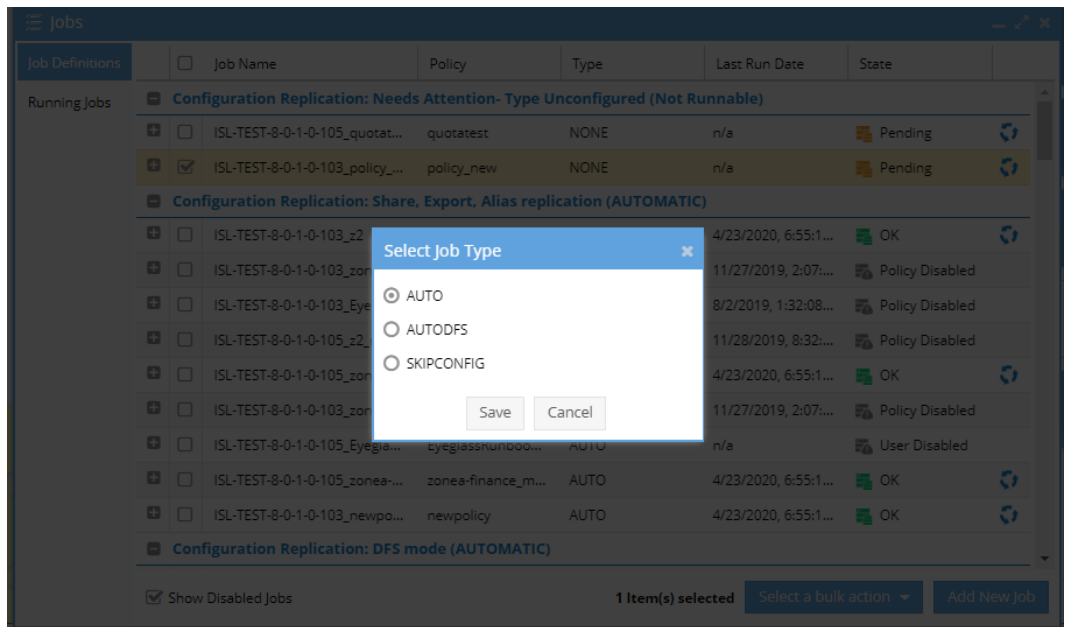 Jobs
Job Definitions
Running Jobs
Job Name Policy Type Last Run Date State
Configuration Replication: Needs Attention- Type Unconfigured (Not Runnable)
ISL-TEST-8-0-1-0-105_quotat... quotatest NONE n/a Pending
ISL-TEST-8-0-1-0-103_policy_... policy_new NONE n/a Pending
Configuration Replication: Share, Export, Alias replication (AUTOMATIC)
ISL-TEST-8-0-1-0-103_z2 4/23/2020, 6:55:1... OK
ISL-TEST-8-0-1-0-103_zon 11/27/2019, 2:07:... Policy Disabled
ISL-TEST-8-0-1-0-103_Eye 8/2/2019, 1:32:08... Policy Disabled
ISL-TEST-8-0-1-0-105_z2_ 11/28/2019, 8:32:... Policy Disabled
ISL-TEST-8-0-1-0-105_zon 4/23/2020, 6:55:1... OK
ISL-TEST-8-0-1-0-103_zon 11/27/2019, 2:07:... Policy Disabled
ISL-TEST-8-0-1-0-105_Eyegla... EyeglassRunboo... AUTO n/a User Disabled
ISL-TEST-8-0-1-0-105_zonea-... zonea-finance_m... AUTO 4/23/2020, 6:55:1... OK
ISL-TEST-8-0-1-0-103_newpo... newpolicy AUTO 4/23/2020, 6:55:1... OK
Configuration Replication: DFS mode (AUTOMATIC)
Select Job Type
AUTO
AUTODFS
SKIPCONFIG
Save Cancel
Show Disabled Jobs 1 Item(s) selected Select a bulk action Add New Job